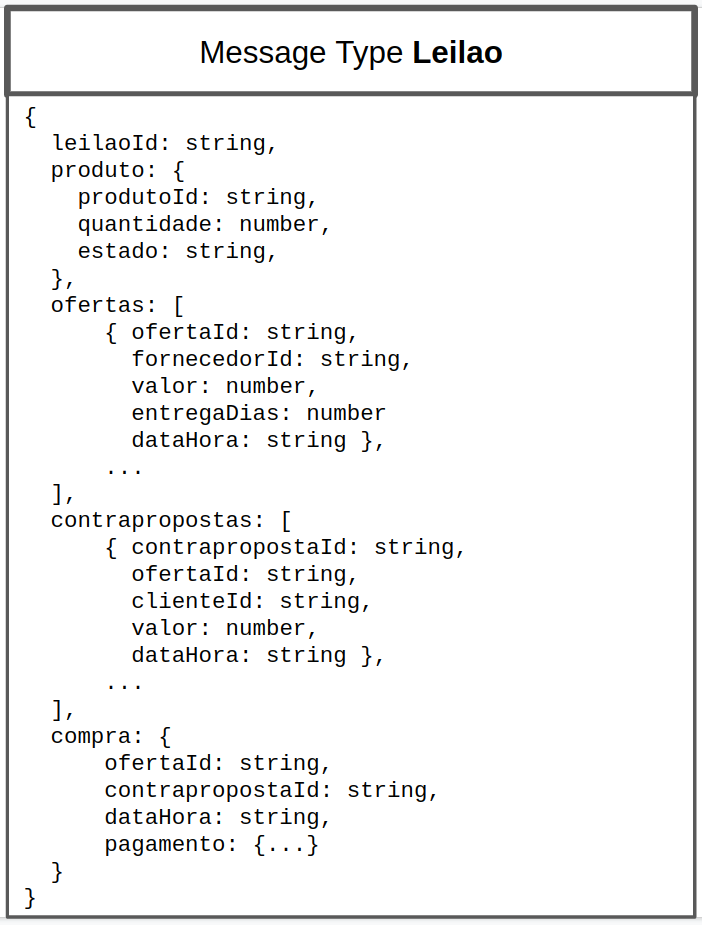 Message Type Leilao
{
  leilaoId: string,
  produto: {
    produtoId: string,
    quantidade: number,
    estado: string,
  },
  ofertas: [
      { ofertaId: string,
        fornecedorId: string,
        valor: number,
        entregaDias: number
        dataHora: string },
      ...
  ],
  contrapropostas: [
      { contrapropostaId: string,
        ofertaId: string,
        clienteId: string,
        valor: number,
        dataHora: string },
      ...
  ],
  compra: {
      ofertaId: string,
      contrapropostaId: string,
      dataHora: string,
      pagamento: {...}
  }
}